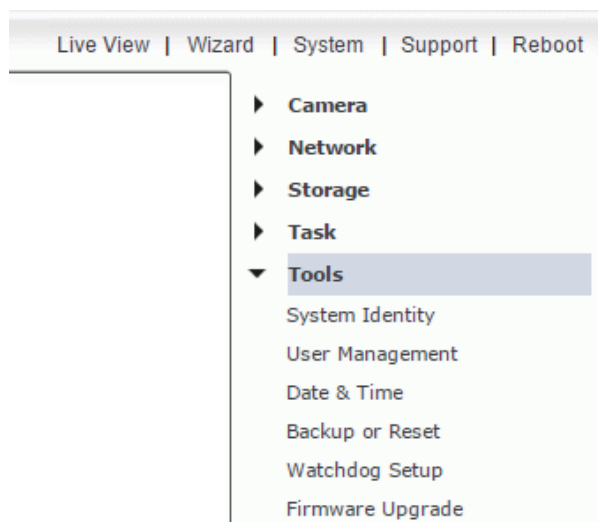 Live View | Wizard | System | Support | Reboot
Camera
Network
Storage
Task
Tools
System Identity
User Management
Date & Time
Backup or Reset
Watchdog Setup
Firmware Upgrade